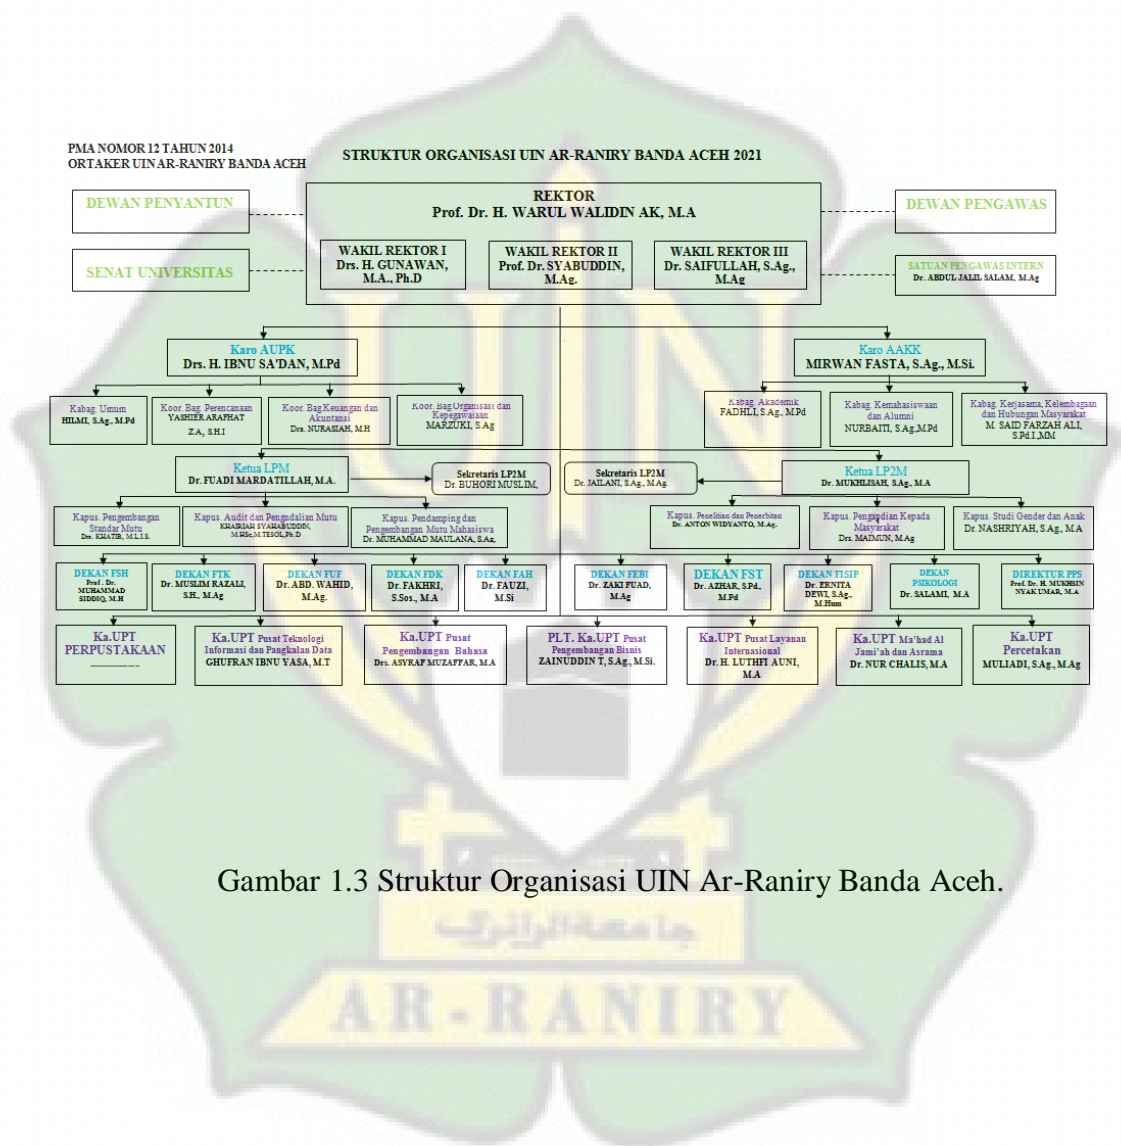 PMA NOMOR 12 TAHUN 2014
ORTAKER UIN AR-RANIRY BANDA ACEH
STRUKTUR ORGANISASI UIN AR-RANIRY BANDA ACEH 2021
DEWAN PENYANTUN
REKTOR
Prof. Dr. H. WARUL WALIDIN AK, M.A
DEWAN PENGAWAS
SENAT UNIVERSITAS
WAKIL REKTOR I
Drs. H. GUNAWAN,
M.A., Ph.D
WAKIL REKTOR II
Prof. Dr. SYABUDDIN,
M.Ag.
WAKIL REKTOR III
Dr. SAIFULLAH, S.Ag.,
M.Ag
SATUAN PENGAWAS INTERN
Dr. ABDUL JALIL SALAM, M.Ag
Karo AUPK
Drs. H. IBNU SA'DAN, M.Pd
Karo AAKK
MIRWAN FASTA, S.Ag., M.Si.
Kabag. Umum
HILMI, S.Ag., M.Pd
Koor. Bag. Perencanaan
YASHIER ARAFHAT
Z.A, S.H.I
Koor. Bag.Keuangan dan
Akuntansi
Dra. NURASIAH, M.H
Koor. Bag.Organisasi dan
Kepegawaian
MARZUKI, S.Ag
Kabag. Akademik
FADHLI, S.Ag., M.Pd
Kabag. Kemahasiswaan
dan Alumni
NURBAITI, S.Ag.,M.Pd
Kabag. Kerjasama, Kelembagaan
dan Hubungan Masyarakat
M. SAID FARZAH ALI,
S.Pd.I.,MM
Ketua LPM
Dr. FUADI MARDATILLAH, M.A.
Sekretaris LP2M
Dr. BUHORI MUSLIM,
Sekretaris LP2M
Dr. JAILANI, S.Ag., M.Ag.
Ketua LP2M
Dr. MUKHLISAH, S.Ag., M.A
Kapus. Pengembangan
Standar Mutu
Drs. KHATIB, M.L.I.S.
Kapus. Audit dan Pengndalian Mutu
KHAIRIAH SYAHABUDDIN,
M.HSc,M.TESOL,Ph.D
Kapus. Pendamping dan
Pengembangan Mutu Mahasiswa
Dr. MUHAMMAD MAULANA, S.Ag,
Kapus. Penelitian dan Penerbitan
Dr. ANTON WIDYANTO, M.Ag.
Kapus. Pengapdian Kepada
Masyarakat
Drs. MAIMUN, M.Ag
Kapus. Studi Gender dan Anak
Dr. NASHRIYAH, S.Ag., M.A
DEKAN FSH
Prof. Dr.
MUHAMMAD
SIDDIQ, M.H
DEKAN FTK
Dr. MUSLIM RAZALI,
S.H., M.Ag
DEKAN FUF
Dr. ABD. WAHID,
M.Ag.
DEKAN FDK
Dr. FAKHRI,
S.Sos., M.A
DEKAN FAH
Dr. FAUZI,
M.Si
DEKAN FEBI
Dr. ZAKI FUAD,
M.Ag
DEKAN FST
Dr. AZHAR, S.Pd.,
M.Pd
DEKAN FISIP
Dr. ERNITA
DEWI, S.Ag.,
M.Hum
DEKAN
PSIKOLOGI
Dr. SALAMI, M.A
DIREKTUR PPS
Prof. Dr. H. MUKHSIN
NYAK UMAR, M.A
Ka.UPT
PERPUSTAKAAN
.....................
Ka.UPT Pusat Teknologi
Informasi dan Pangkalan Data
GHUFRAN IBNU YASA, M.T
Ka.UPT Pusat
Pengembangan Bahasa
Drs. ASYRAF MUZAFFAR, M.A
PLT. Ka.UPT Pusat
Pengembangan Bisnis
ZAINUDDIN T, S.Ag., M.Si.
Ka.UPT Pusat Layanan
Internasional
Dr. H. LUTHFI AUNI,
M.A
Ka.UPT Ma'had Al
Jami'ah dan Asrama
Dr. NUR CHALIS, M.A
Ka.UPT
Percetakan
MULIADI, S.Ag., M.Ag
UIN
Gambar 1.3 Struktur Organisasi UIN Ar-Raniry Banda Aceh.
جامعة الرانري
AR-RANIRY